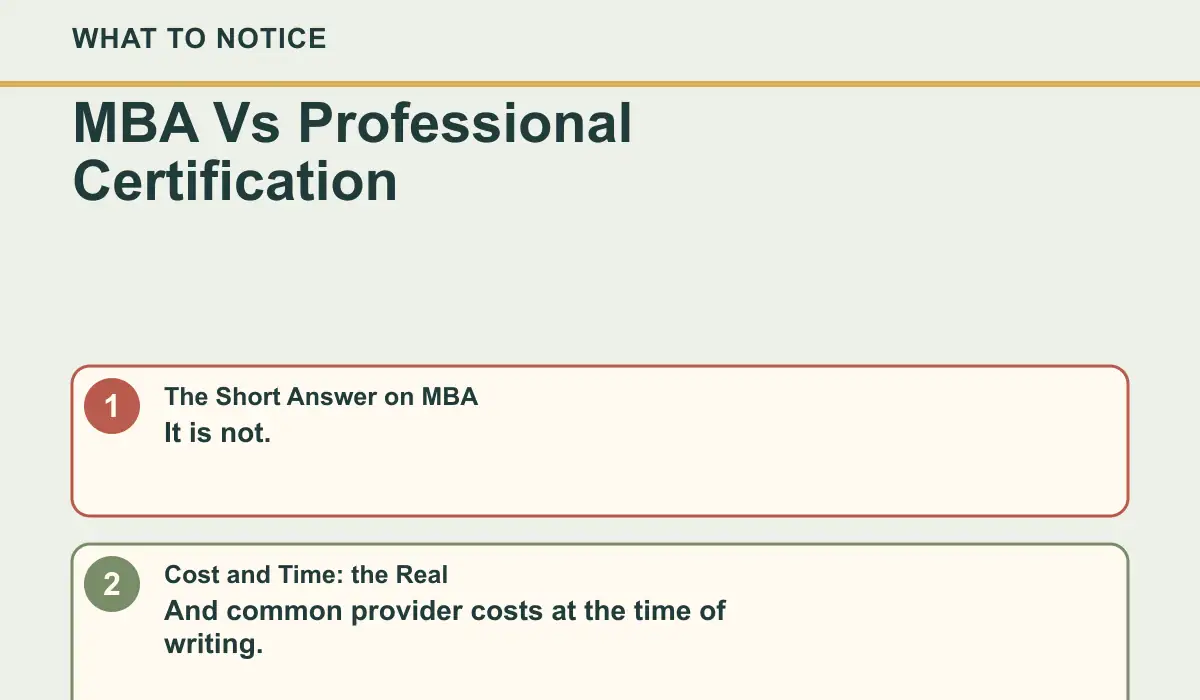 WHAT TO NOTICE
MBA Vs Professional
Certification
1
The Short Answer on MBA
It is not.
2
Cost and Time: the Real
And common provider costs at the time of
writing.